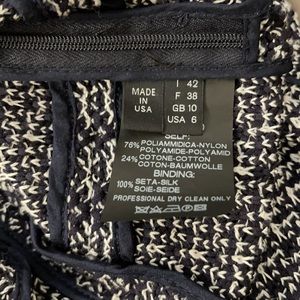 MADE
IN
USA
I 42
F 38
GB 10
USA 6
SELF:
76% POLIAMMIDICA-NYLON
POLYAMIDE-POLYAMID
24% COTONE-COTTON
COTON-BAUMWOLLE
BINDING:
100% SETA-SILK
SOIE-SEIDE
PROFESSIONAL DRY CLEAN ONLY